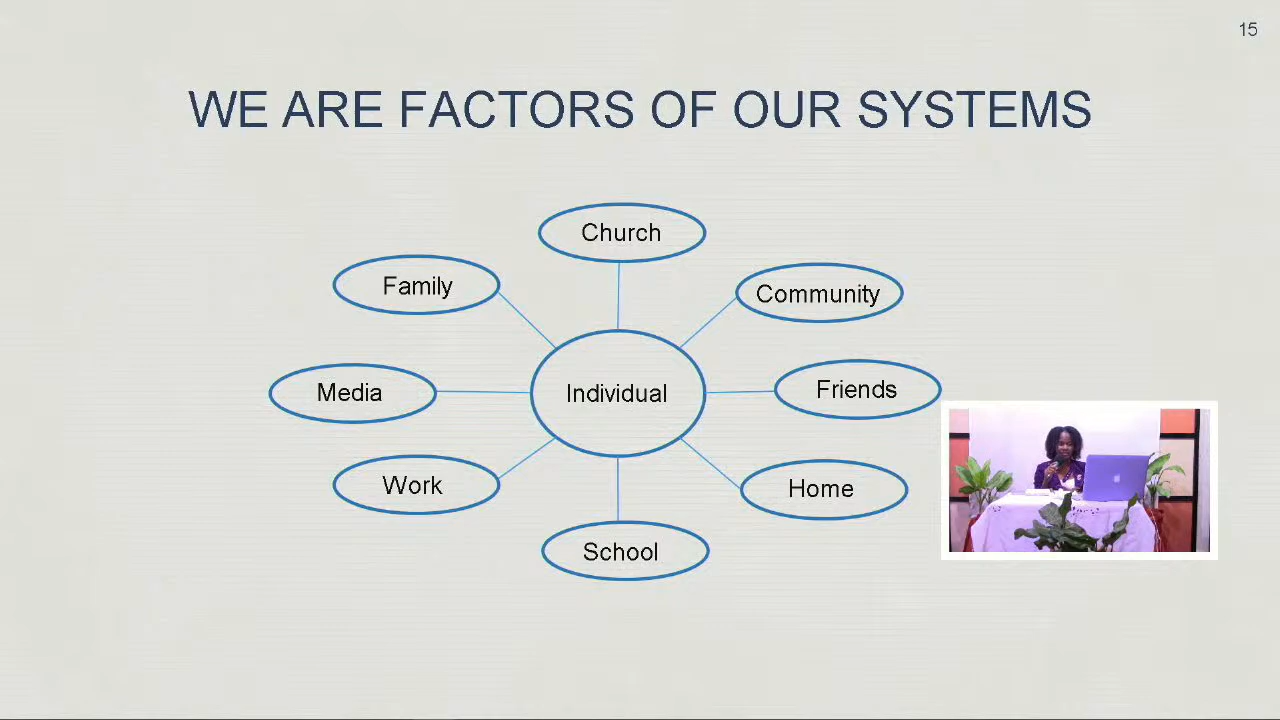 15
WE ARE FACTORS OF OUR SYSTEMS
Church
Family
Community
Media
Individual
Friends
Work
Home
School